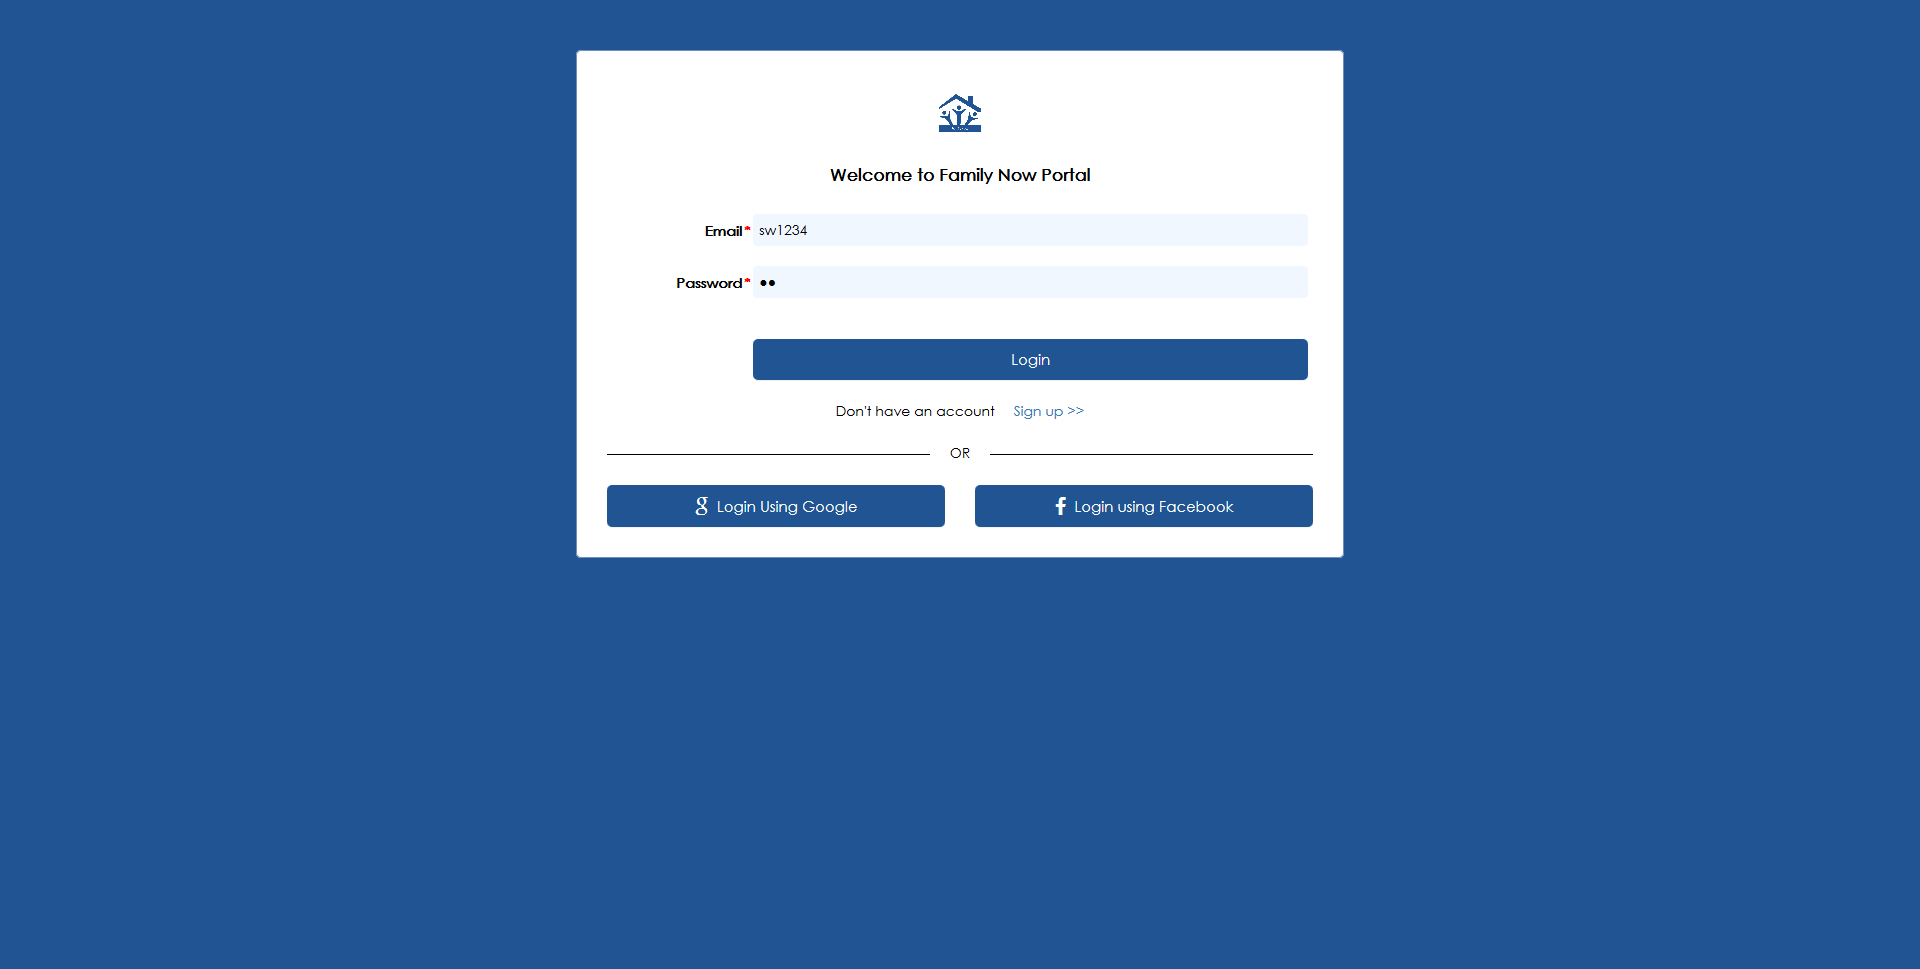 Welcome to Family Now Portal
Email* sw1234
Password* ●●
Login
Don't have an account Sign up >>
OR
Login Using Google
Login using Facebook